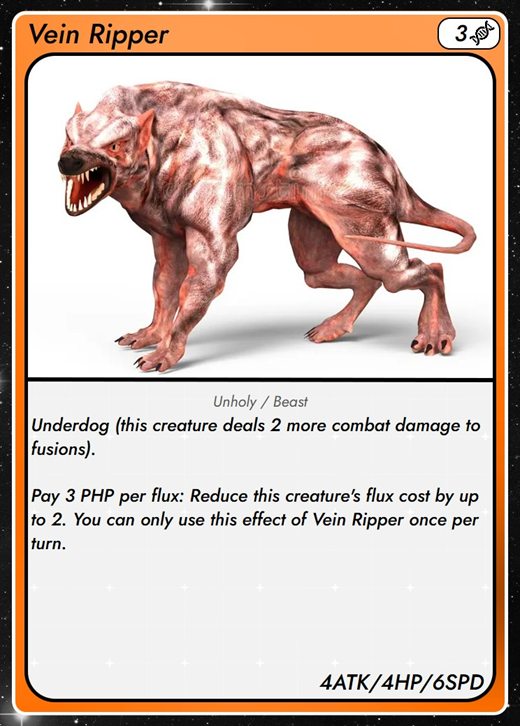 Vein Ripper
3
Unholy / Beast
Underdog (this creature deals 2 more combat damage to
fusions).
Pay 3 PHP per flux: Reduce this creature's flux cost by up
to 2. You can only use this effect of Vein Ripper once per
turn.
4ATK/4HP/6SPD